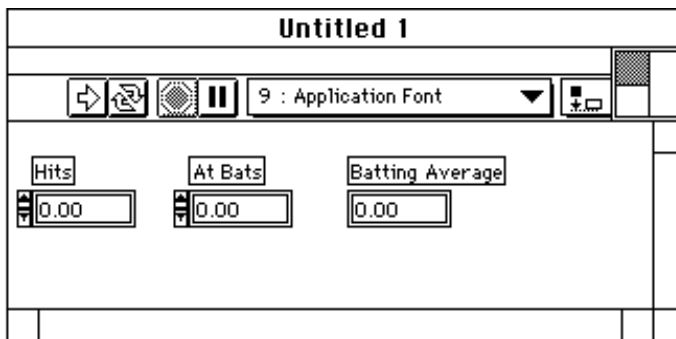 Untitled 1
9 : Application Font
Hits At Bats Batting Average
0.00 0.00 0.00